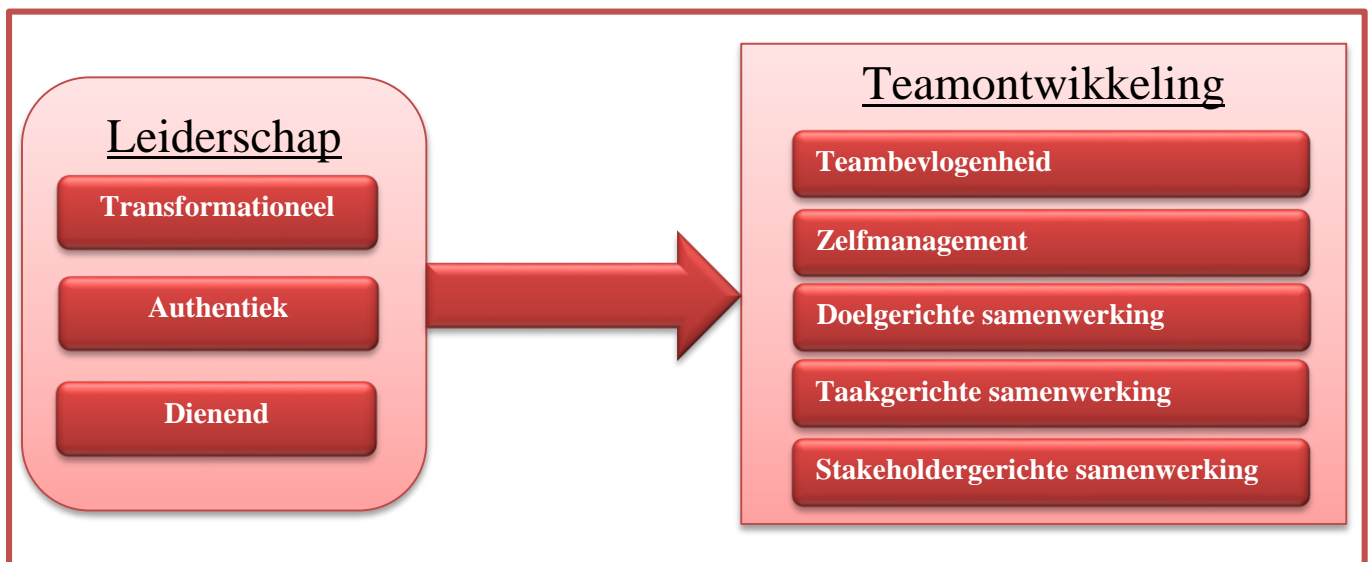 Leiderschap
Transformationeel
Authentiek
Dienend
Teamontwikkeling
Teambevlogenheid
Zelfmanagement
Doelgerichte samenwerking
Taakgerichte samenwerking
Stakeholdergerichte samenwerking